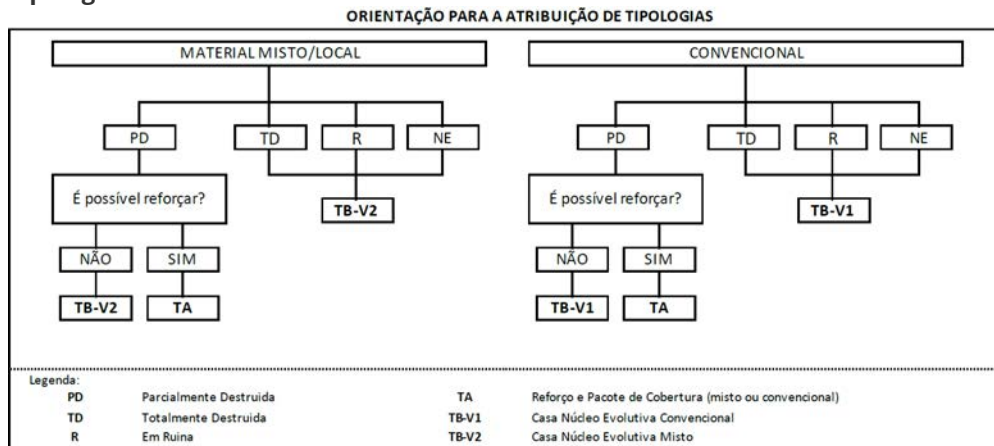 ORIENTAÇÃO PARA A ATRIBUIÇÃO DE TIPOLOGIAS
MATERIAL MISTO/LOCAL
PD
TD
R
NE
É possível reforçar?
TB-V2
NÃO
SIM
TB-V2
TA
CONVENCIONAL
PD
TD
R
NE
É possível reforçar?
TB-V1
NÃO
SIM
TB-V1
TA
Legenda:
PD Parcialmente Destruida TA Reforço e Pacote de Cobertura (misto ou convencional)
TD Totalmente Destruida TB-V1 Casa Núcleo Evolutiva Convencional
R Em Ruina TB-V2 Casa Núcleo Evolutiva Misto